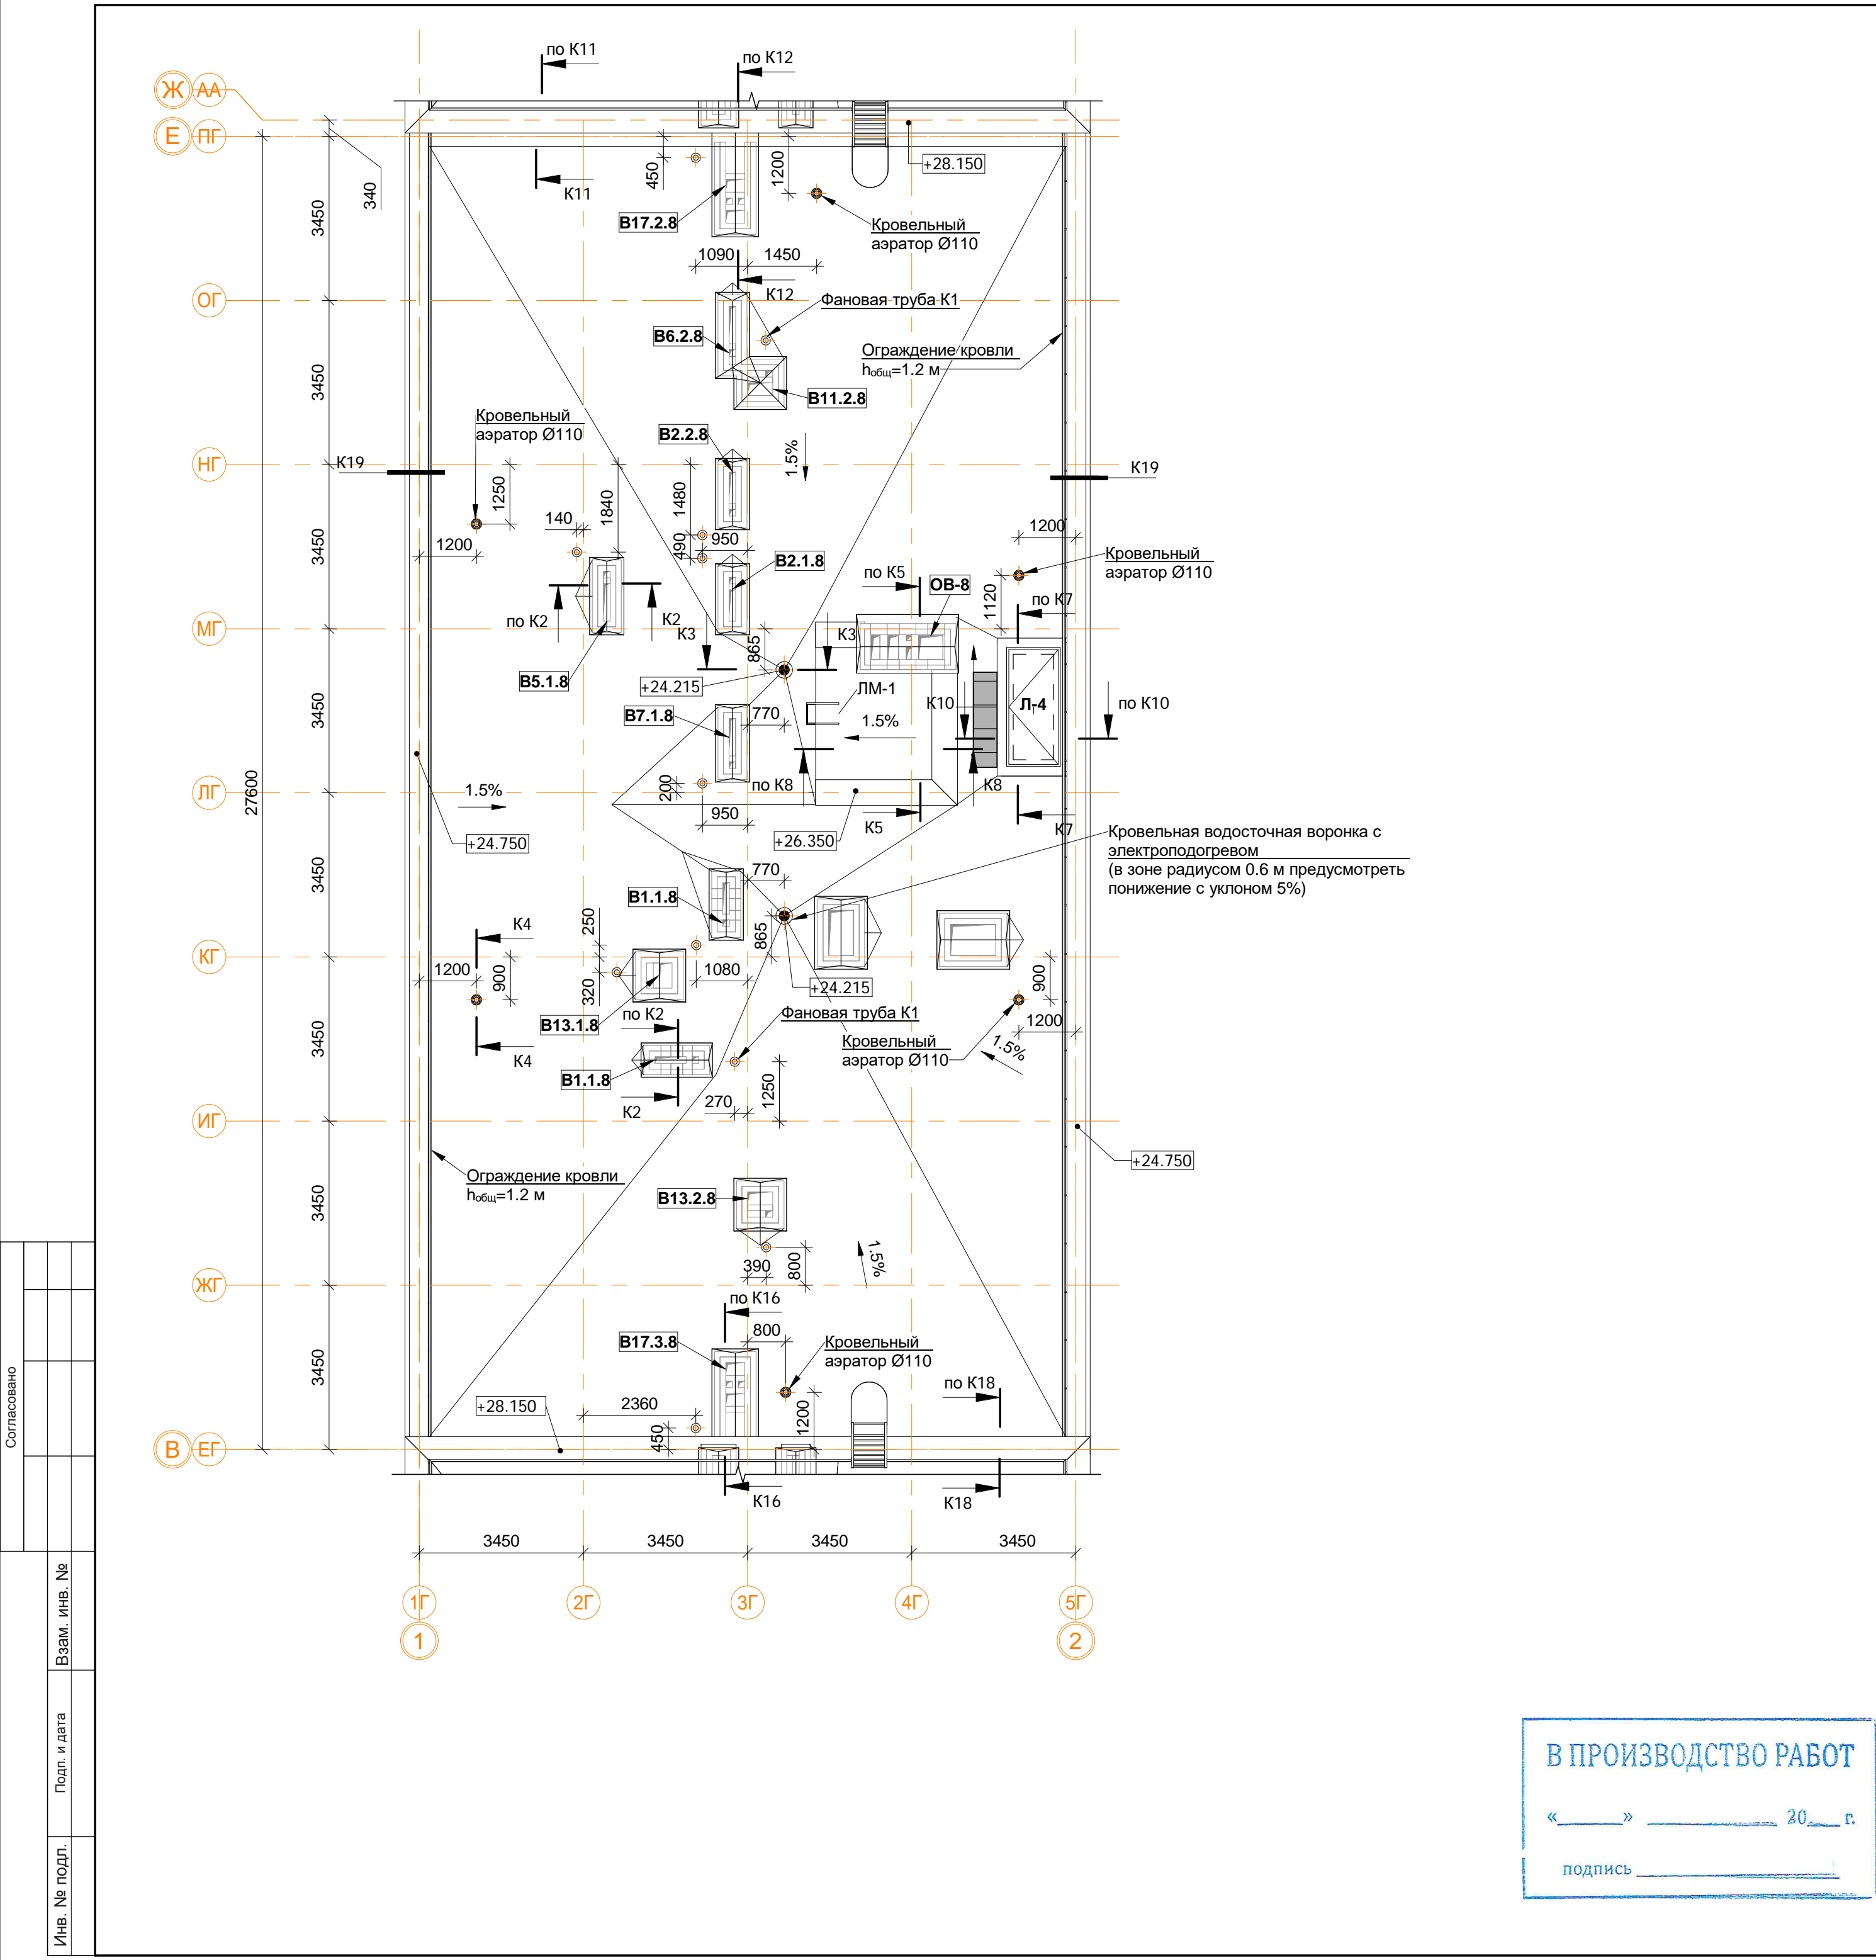 по К11
по К12
Ж
АА
Е
ПГ
+28.150
340
450
1200
К11
3450
В17.2.8
Кровельный
аэратор Ø110
1090
1450
К12
ОГ
Фановая труба К1
В6.2.8
Ограждение кровли
hобщ=1.2 м
3450
В11.2.8
Кровельный
аэратор Ø110
В2.2.8
1.5%
К19
НГ
К19
1250
1840
1480
140
1200
490
950
1200
3450
В2.1.8
Кровельный
аэратор Ø110
по К5
ОВ-8
1120
по К7
по К2
К2
МГ
К3
К3
865
В5.1.8
+24.215
ЛМ-1
К10
Л-4
по К10
В7.1.8
770
1.5%
3450
27600
200
по К8
К8
ЛГ
1.5%
950
К5
К7
+24.750
+26.350
Кровельная водосточная воронка с
электроподогревом
(в зоне радиусом 0.6 м предусмотреть
понижение с уклоном 5%)
770
3450
В1.1.8
250
К4
865
КГ
1200
900
320
1080
+24.215
900
1200
по К2
Фановая труба К1
В13.1.8
Кровельный
аэратор Ø110
1.5%
3450
К4
В1.1.8
1250
270
К2
ИГ
+24.750
Ограждение кровли
hобщ=1.2 м
В13.2.8
3450
800
1.5%
390
ЖГ
по К16
800
В17.3.8
Кровельный
аэратор Ø110
3450
по К18
+28.150
2360
1200
450
В
ЕГ
К16
К18
3450
3450
3450
3450
1Г
2Г
3Г
4Г
5Г
1
2
Согласовано
Взам. инв. №
Подп. и дата
Инв. № подл.
В ПРОИЗВОДСТВО РАБОТ
«______» ____________ 20___ г.
подпись ____________________